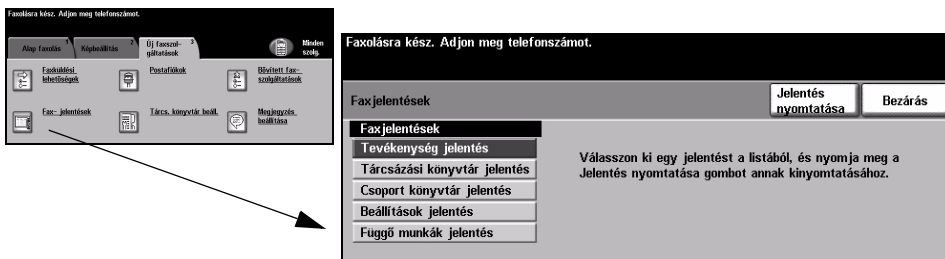 Faxolásra kész. Adjon meg telefonszámot.
Alap faxolás 1
Képbeállítás 2
Új faxszol-
gáltatások 3
Minden
szolg.
Faxküldési
lehetőségek
Postafiókok
Bővített fax-
szolgáltatások
Fax- jelentések
Tárcs. könyvtár beáll.
Megjegyzés
beállítása
Faxolásra kész. Adjon meg telefonszámot.
Faxjelentések
Jelentés
nyomtatása
Bezárás
Faxjelentések
Tevékenység jelentés
Tárcsázási könyvtár jelentés
Csoport könyvtár jelentés
Beállítások jelentés
Függő munkák jelentés
Válasszon ki egy jelentést a listából, és nyomja meg a
Jelentés nyomtatása gombot annak kinyomtatásához.